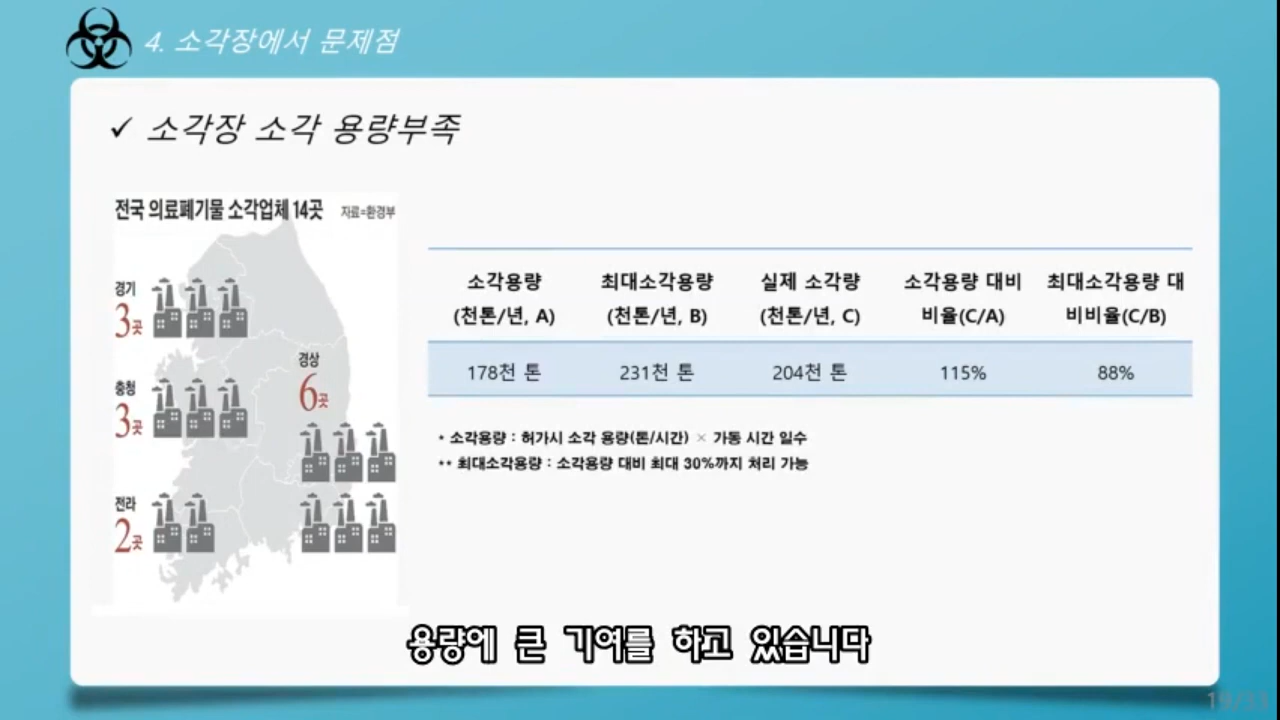 4. 소각장에서 문제점
✓ 소각장 소각 용량부족
전국 의료폐기물 소각업체 14곳 자료=환경부
경기
3곳
충청
3곳
경상
6곳
전라
2곳
소각용량 최대소각용량 실제 소각량 소각용량 대비 최대소각용량 대
(천톤/년, A) (천톤/년, B) (천톤/년, C) 비율(C/A) 비비율(C/B)
178천 톤 231천 톤 204천 톤 115% 88%
* 소각용량 : 허가시 소각 용량(톤/시간) × 가동 시간 일수
** 최대소각용량 : 소각용량 대비 최대 30%까지 처리 가능
용량에 큰 기여를 하고 있습니다
19/33